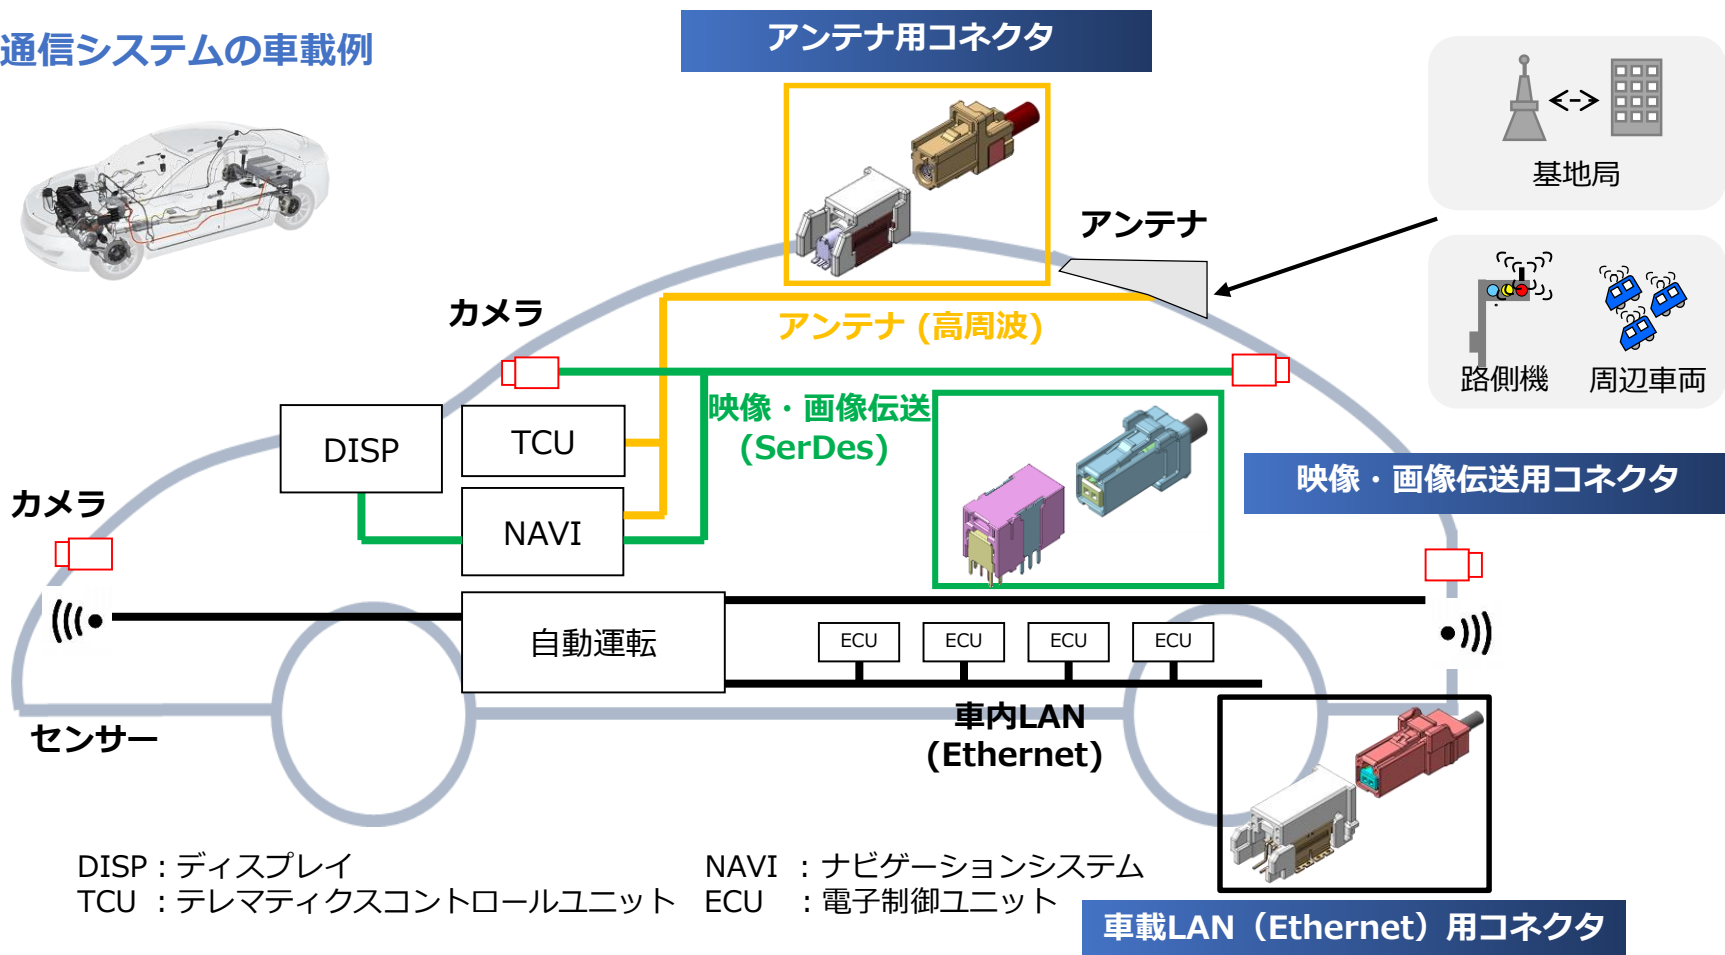 通信システムの車載例
アンテナ用コネクタ
基地局
アンテナ
カメラ
アンテナ (高周波)
路側機
周辺車両
映像・画像伝送
(SerDes)
DISP
TCU
映像・画像伝送用コネクタ
カメラ
NAVI
自動運転
ECU
ECU
ECU
ECU
センサー
車内LAN
(Ethernet)
DISP：ディスプレイ
NAVI ：ナビゲーションシステム
TCU ：テレマティクスコントロールユニット
ECU ：電子制御ユニット
車載LAN（Ethernet）用コネクタ